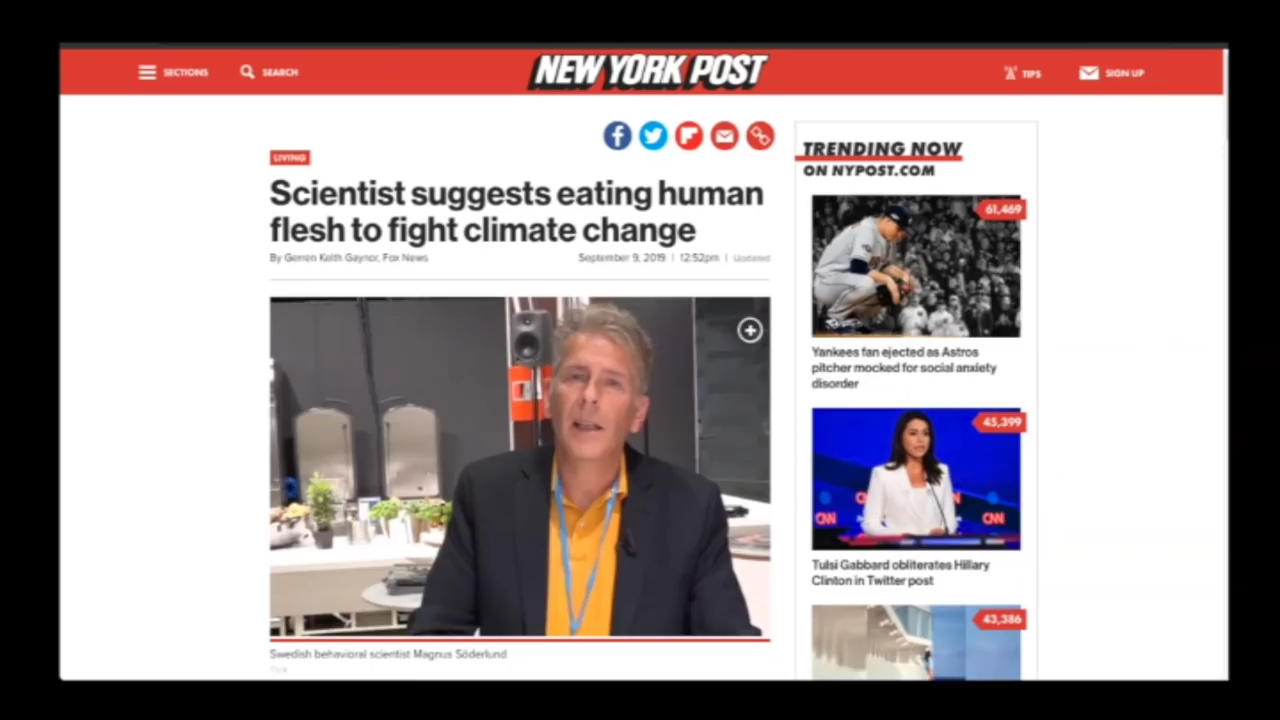 SECTIONS
SEARCH
NEW YORK POST
TIPS
SIGN UP
LIVING
Scientist suggests eating human
flesh to fight climate change
By Gerren Keith Gaynor, Fox News
September 9, 2019 | 12:52pm | Updated
Swedish behavioral scientist Magnus Söderlund
TRENDING NOW
ON NYPOST.COM
61,469
Yankees fan ejected as Astros
pitcher mocked for social anxiety
disorder
45,399
CNN
CNN
Tulsi Gabbard obliterates Hillary
Clinton in Twitter post
43,386